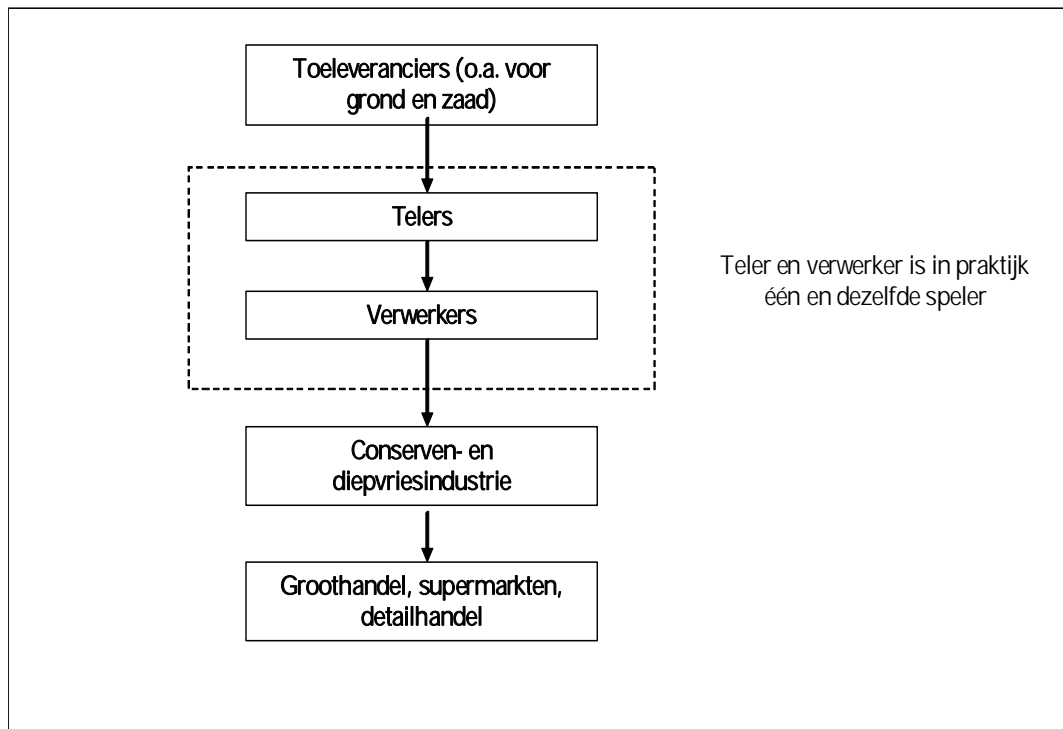 Toeleveranciers (o.a. voor
grond en zaad)
Telers
Teler en verwerker is in praktijk
één en dezelfde speler
Verwerkers
Conserven- en
diepvriesindustrie
Groothandel, supermarkten,
detailhandel